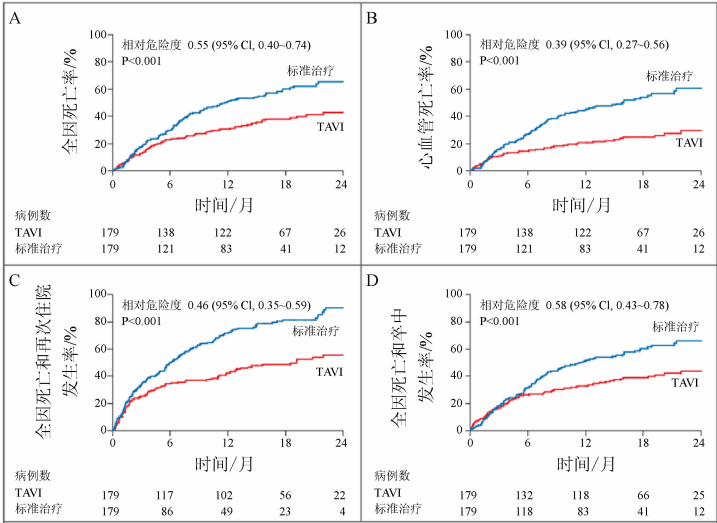 A
全因死亡率/%
100
80
60
40
20
0
相对危险度 0.55 (95% CI, 0.40~0.74)
P<0.001
标准治疗
TAVI
0 6 12 18 24
时间/月
病例数
TAVI 179 138 122 67 26
标准治疗 179 121 83 41 12
B
心血管死亡率/%
100
80
60
40
20
0
相对危险度 0.39 (95% CI, 0.27~0.56)
P<0.001
标准治疗
TAVI
0 6 12 18 24
时间/月
病例数
TAVI 179 138 122 67 26
标准治疗 179 121 83 41 12
C
全因死亡和再次住院
发生率/%
100
80
60
40
20
0
相对危险度 0.46 (95% CI, 0.35~0.59)
P<0.001
标准治疗
TAVI
0 6 12 18 24
时间/月
病例数
TAVI 179 117 102 56 22
标准治疗 179 86 49 23 4
D
全因死亡和卒中
发生率/%
100
80
60
40
20
0
相对危险度 0.58 (95% CI, 0.43~0.78)
P<0.001
标准治疗
TAVI
0 6 12 18 24
时间/月
病例数
TAVI 179 132 118 66 25
标准治疗 179 118 83 41 12